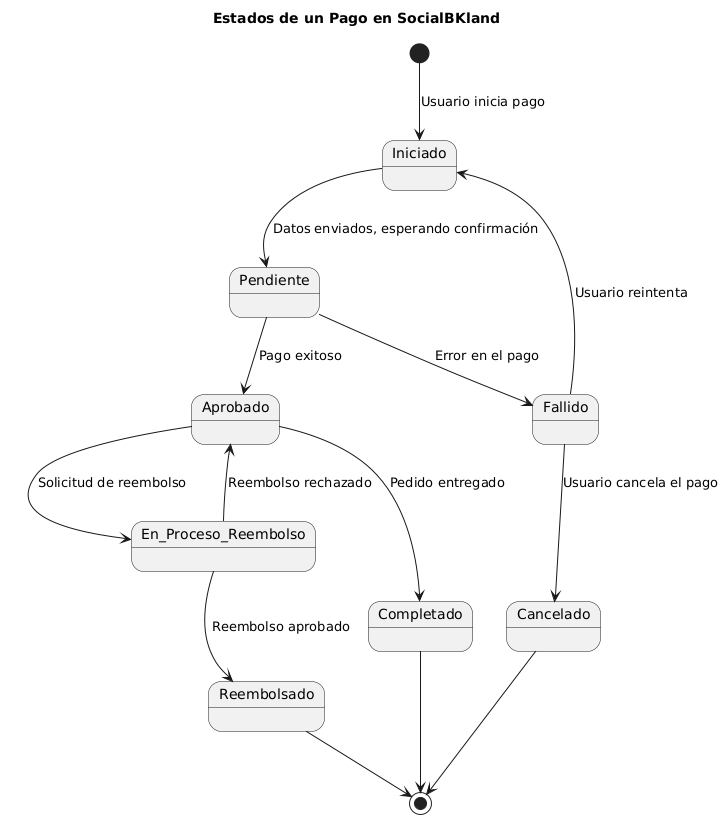 Estados de un Pago en SocialBKland
Usuario inicia pago
Iniciado
Datos enviados, esperando confirmación
Pendiente
Usuario reintenta
Pago exitoso
Error en el pago
Aprobado
Fallido
Solicitud de reembolso
Reembolso rechazado
Pedido entregado
Usuario cancela el pago
En_Proceso_Reembolso
Completado
Cancelado
Reembolso aprobado
Reembolsado